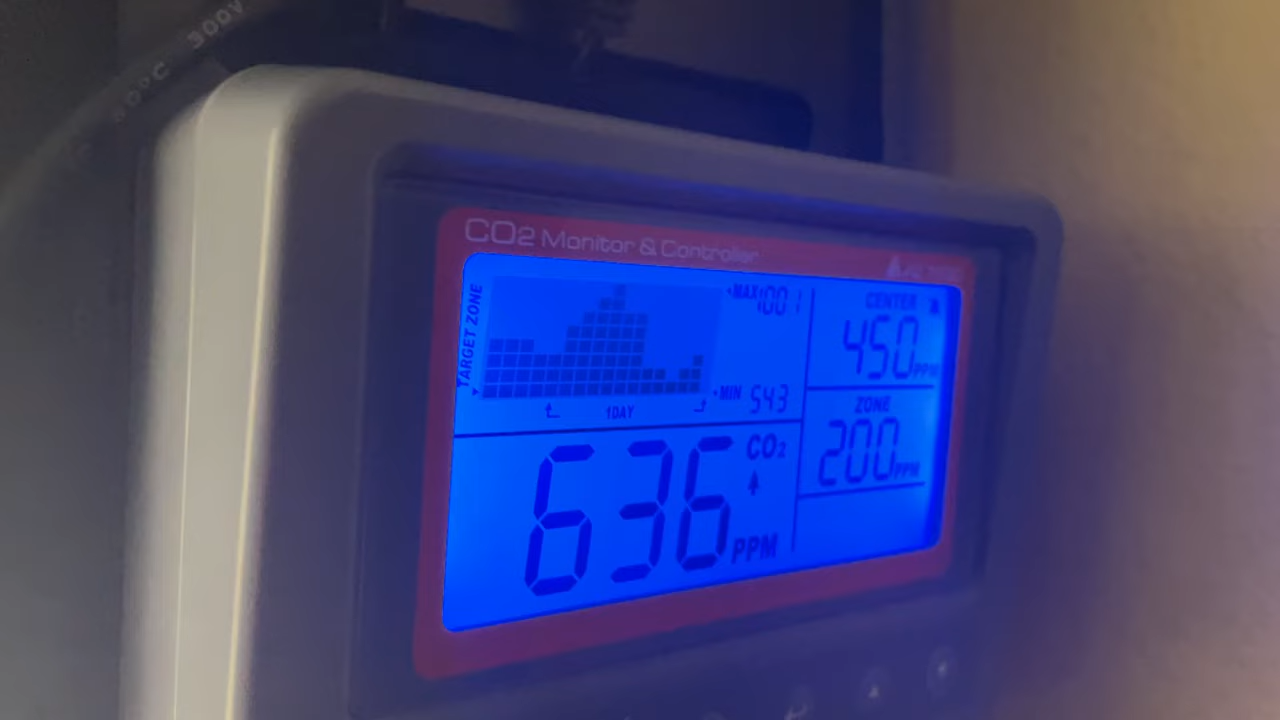 300V
CO2 Monitor & Controller
TARGET ZONE
MAX 1001
MIN 543
1DAY
CENTER
450 PPM
ZONE
200 PPM
636 CO2
PPM